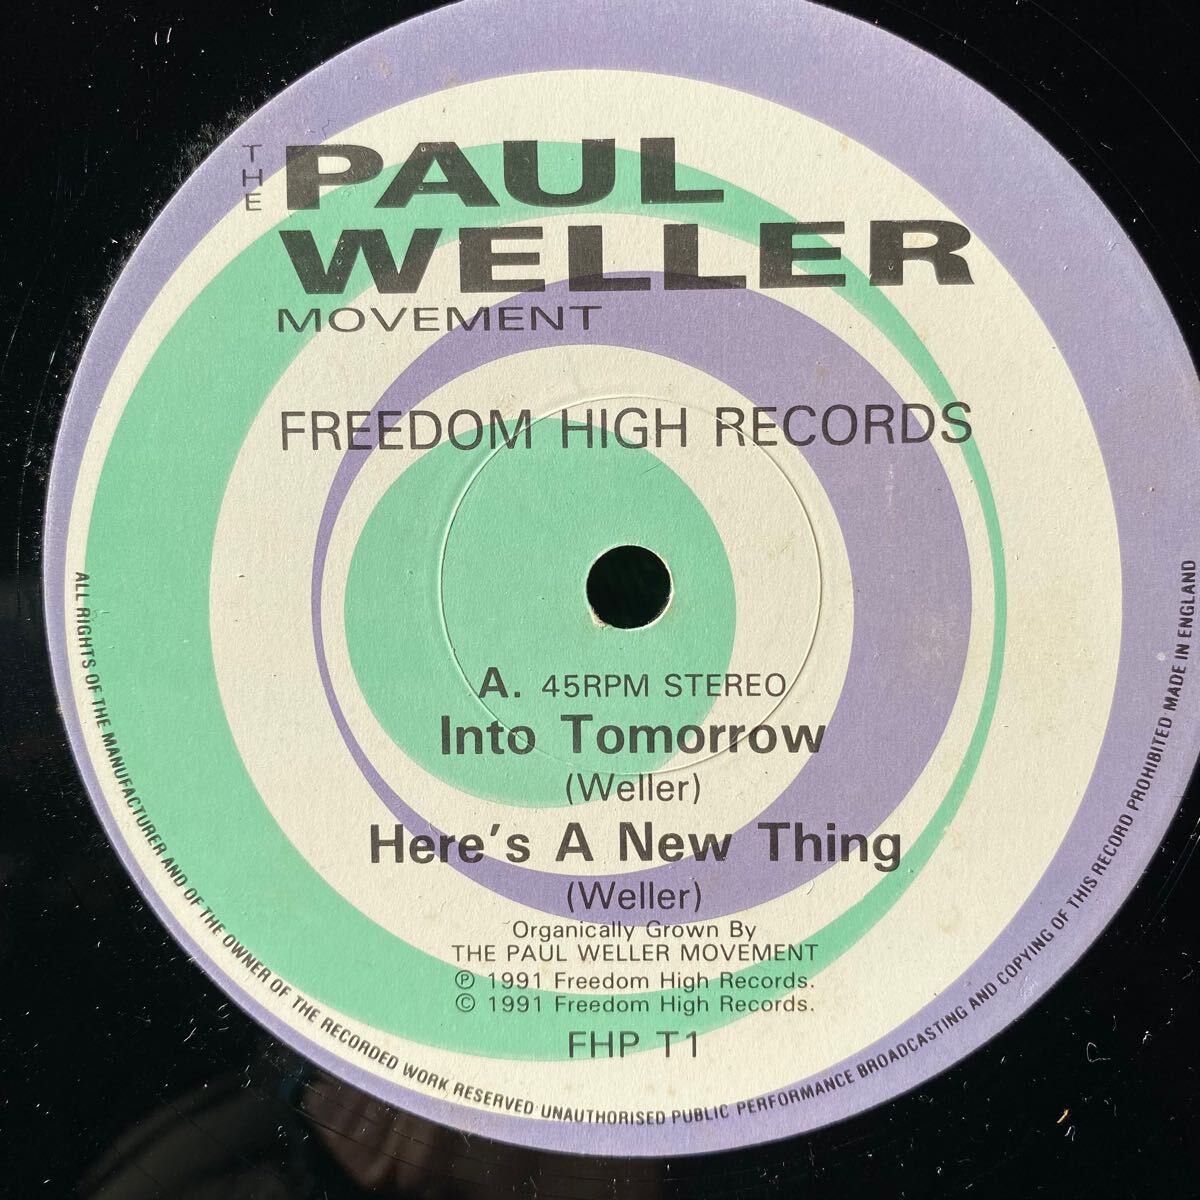 THE
PAUL
WELLER
MOVEMENT
FREEDOM HIGH RECORDS
A. 45RPM STEREO
Into Tomorrow
(Weller)
Here's A New Thing
(Weller)
Organically Grown By
THE PAUL WELLER MOVEMENT
℗ 1991 Freedom High Records.
© 1991 Freedom High Records.
FHP T1
ALL RIGHTS OF THE MANUFACTURER AND OF THE OWNER OF THE RECORDED WORK RESERVED UNAUTHORISED PUBLIC PERFORMANCE BROADCASTING AND COPYING OF THIS RECORD PROHIBITED MADE IN ENGLAND